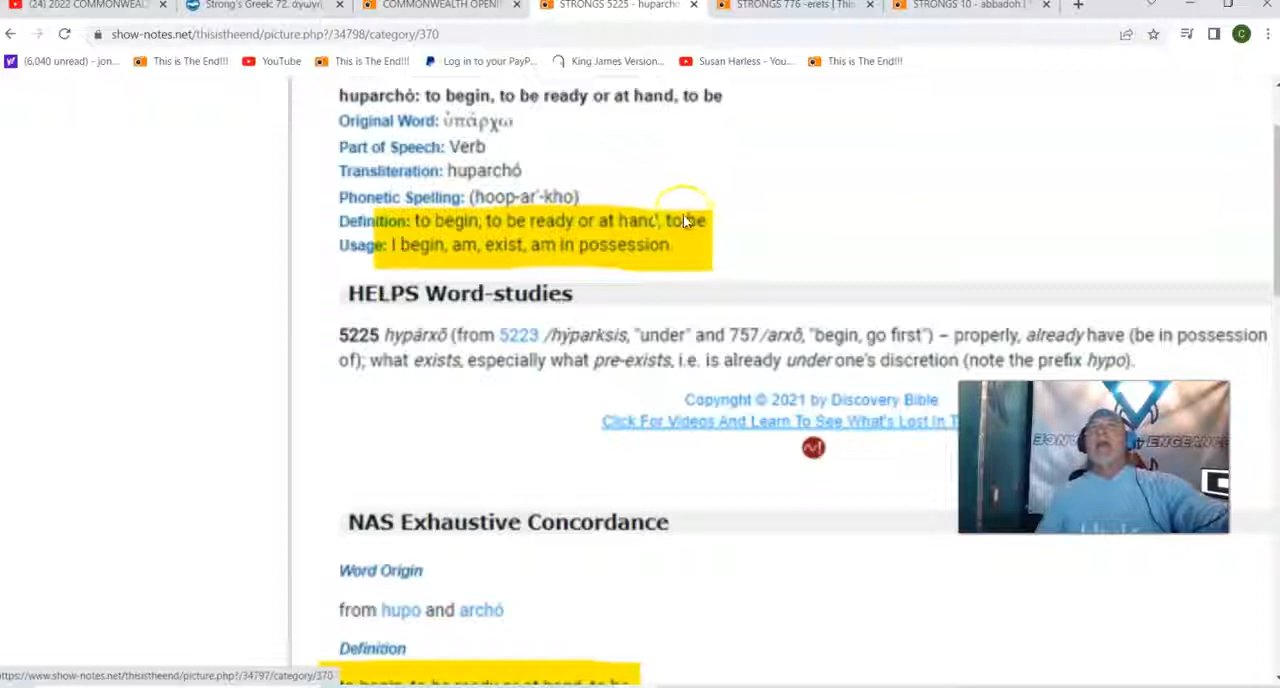 (24) 2022 COMMONWEAL
Strong's Greek: 72. ἀγωγή
COMMONWEALTH OPENI
STRONGS 5225 - huparcho
STRONGS 776 -erets | This
STRONGS 10 - abbadoh | 
show-notes.net/thisistheend/picture.php?/34798/category/370
C
(6,040 unread) - jon...
This is The End!!!
YouTube
This is The End!!!
Log in to your PayP...
King James Version...
Susan Harless - You...
This is The End!!!
huparchó: to begin, to be ready or at hand, to be
Original Word: ὑπάρχω
Part of Speech: Verb
Transliteration: huparchó
Phonetic Spelling: (hoop-ar'-kho)
Definition: to begin, to be ready or at hand, to be
Usage: I begin, am, exist, am in possession.
HELPS Word-studies
5225 hypárxō (from 5223 /hýparksis, "under" and 757/arxō, "begin, go first") – properly, already have (be in possession
of); what exists, especially what pre-exists, i.e. is already under one's discretion (note the prefix hypo).
Copyright © 2021 by Discovery Bible
Click For Videos And Learn To See What's Lost In T
NAS Exhaustive Concordance
Word Origin
from hupo and archó
Definition
to begin, to be ready or at hand, to be
https://www.show-notes.net/thisistheend/picture.php?/34797/category/370